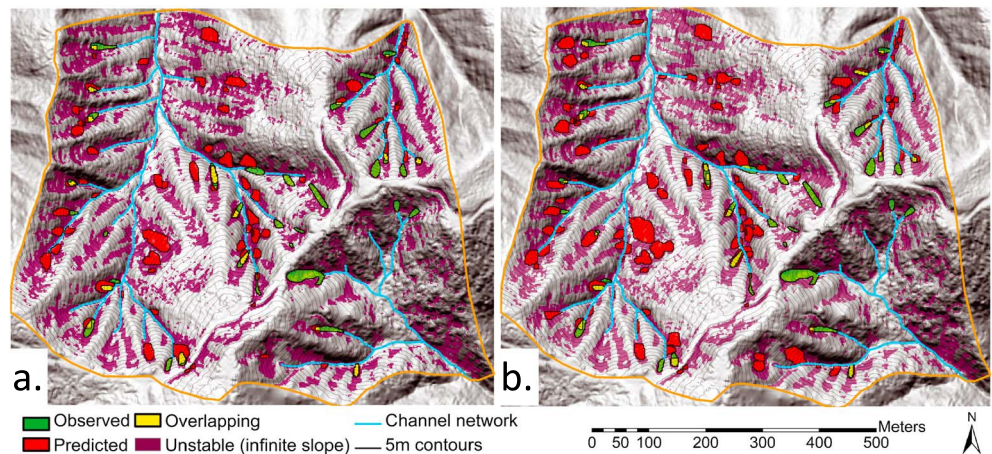 a.
b.
Observed Overlapping Channel network
Predicted Unstable (infinite slope) 5m contours
0 50 100 200 300 400 500 Meters
N